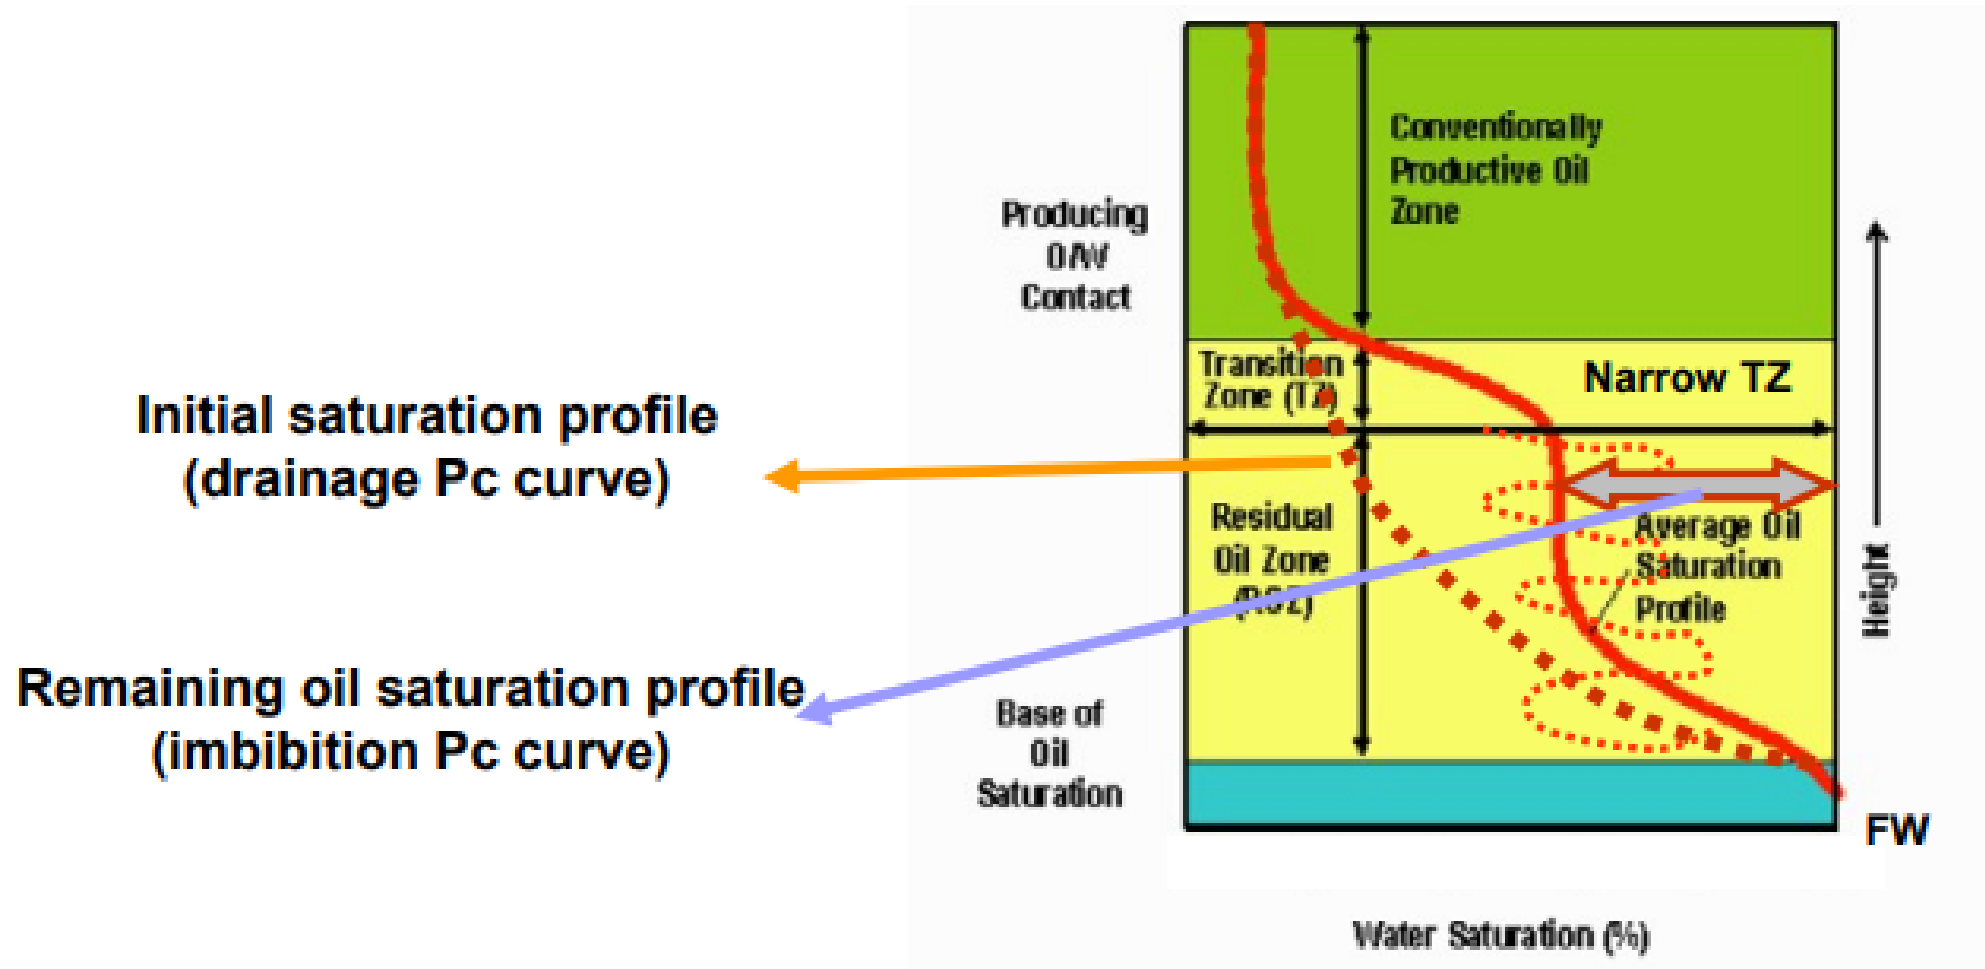 Initial saturation profile
(drainage Pc curve)
Remaining oil saturation profile
(imbibition Pc curve)
Producing
O/W
Contact
Base of
Oil
Saturation
Conventionally
Productive Oil
Zone
Transition
Zone (TZ)
Narrow TZ
Residual
Oil Zone
(ROZ)
Average Oil
Saturation
Profile
Height
FW
Water Saturation (%)